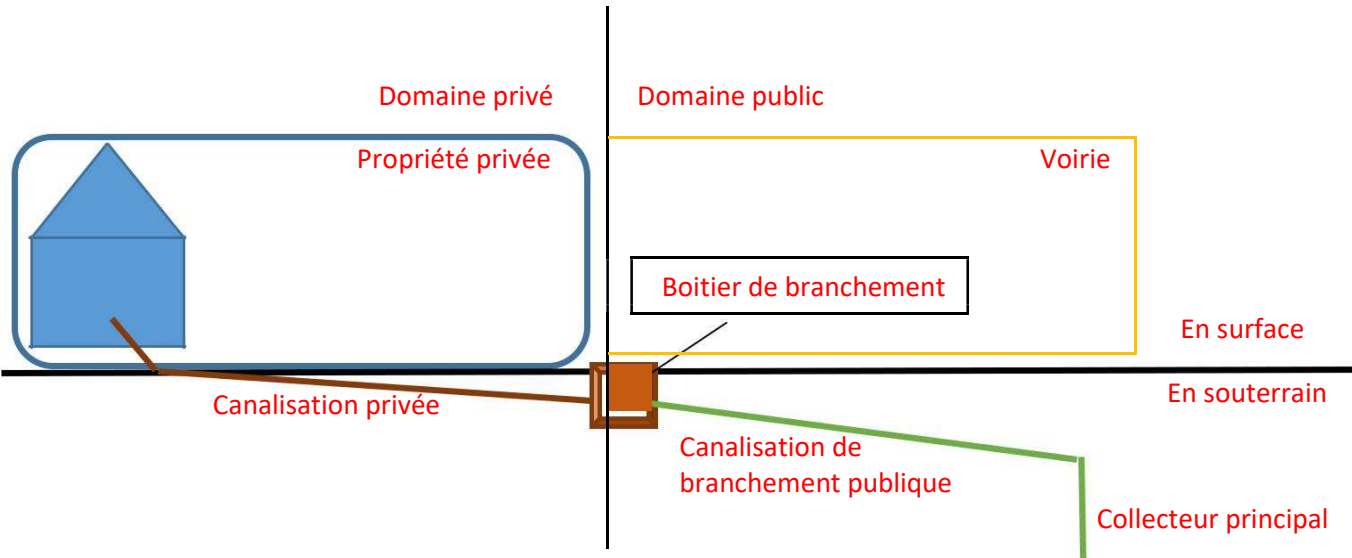 Domaine privé
Domaine public
Propriété privée
Voirie
Boitier de branchement
En surface
En souterrain
Canalisation privée
Canalisation de
branchement publique
Collecteur principal